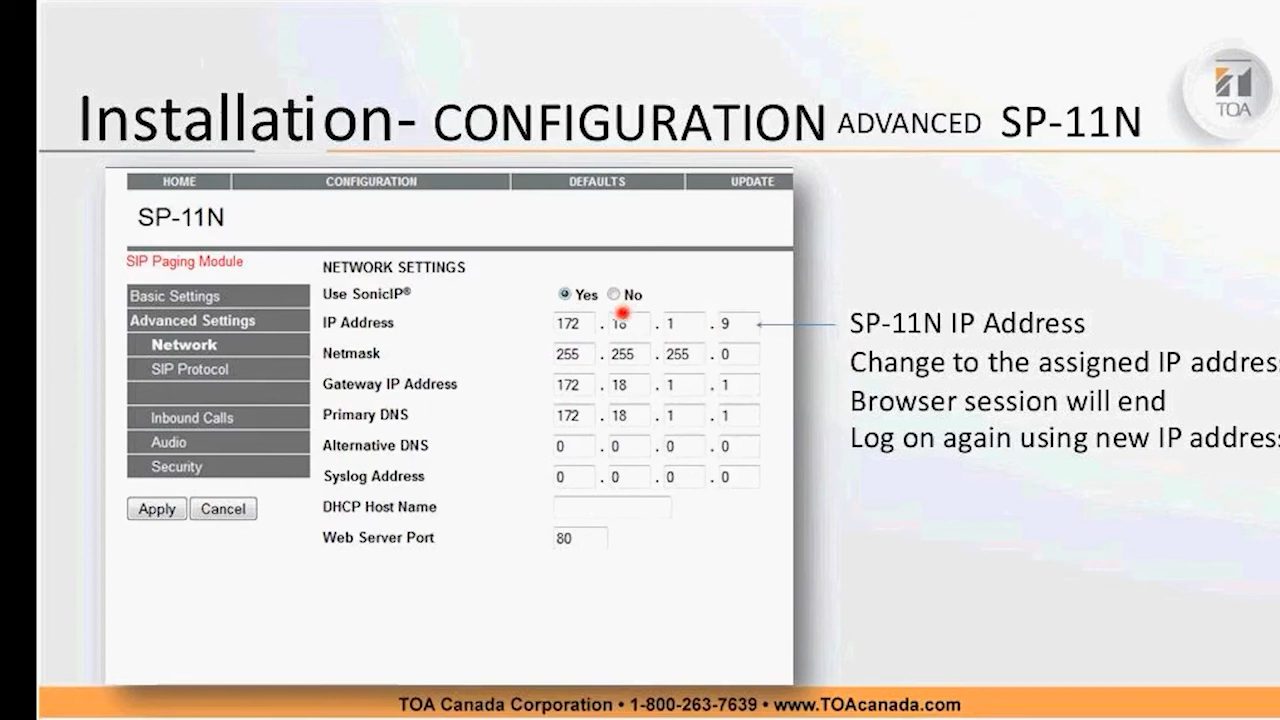 Installation- CONFIGURATION ADVANCED SP-11N
TOA
HOME CONFIGURATION DEFAULTS UPDATE
SP-11N
SIP Paging Module
Basic Settings
Advanced Settings
Network
SIP Protocol
Inbound Calls
Audio
Security
Apply Cancel
NETWORK SETTINGS
Use SonicIP® Yes No
IP Address 172 . 18 . 1 . 9
Netmask 255 . 255 . 255 . 0
Gateway IP Address 172 . 18 . 1 . 1
Primary DNS 172 . 18 . 1 . 1
Alternative DNS 0 . 0 . 0 . 0
Syslog Address 0 . 0 . 0 . 0
DHCP Host Name
Web Server Port 80
SP-11N IP Address
Change to the assigned IP address
Browser session will end
Log on again using new IP address
TOA Canada Corporation • 1-800-263-7639 • www.TOAcanada.com